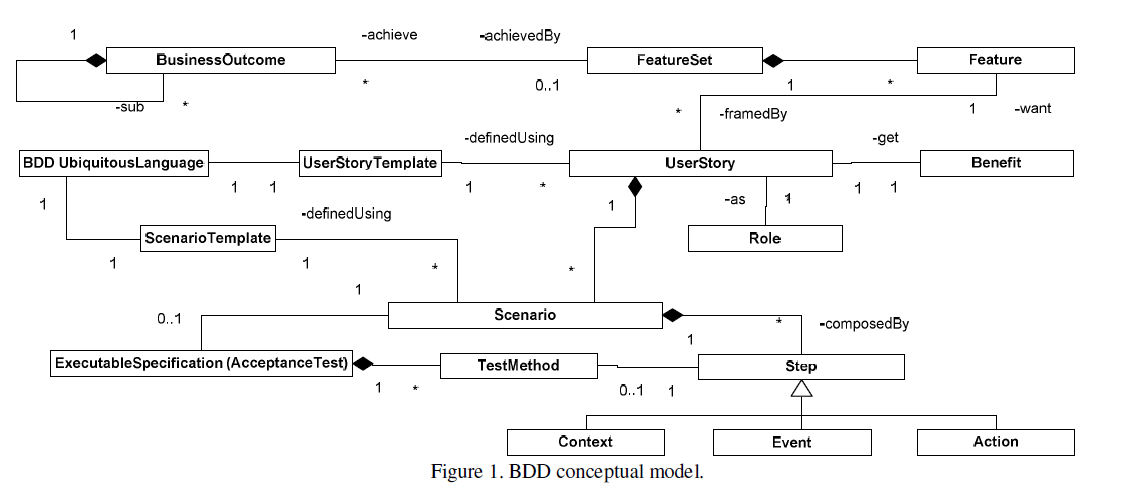 1 -achieve -achievedBy
BusinessOutcome FeatureSet Feature
* 0..1 1 *
-sub * * -framedBy 1 -want
-definedUsing -get
BDD UbiquitousLanguage UserStoryTemplate UserStory Benefit
1 1 1 * 1 1
1 1 -as 1
-definedUsing
ScenarioTemplate Role
1 1 * *
1
Scenario
0..1 * -composedBy
1
ExecutableSpecification (AcceptanceTest) TestMethod Step
1 * 0..1 1
Context Event Action
Figure 1. BDD conceptual model.